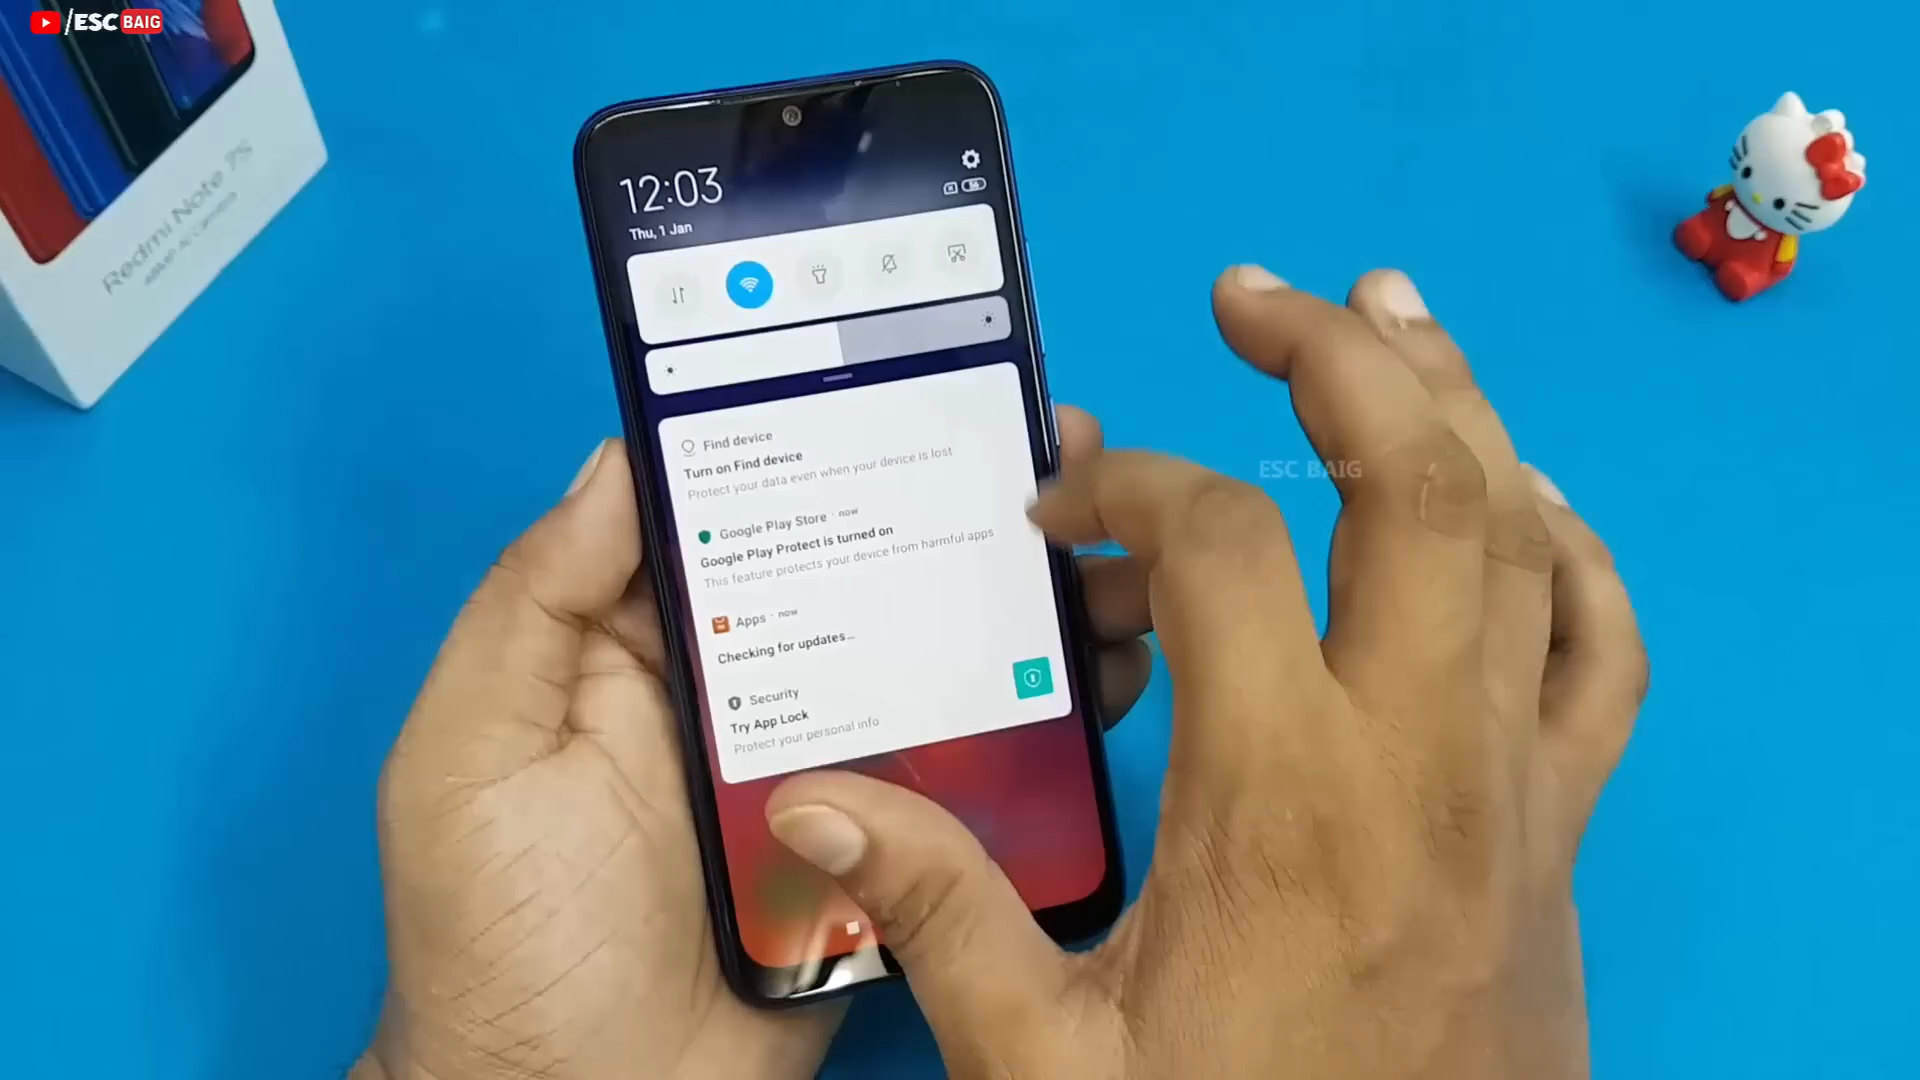 /ESC BAIG
Redmi Note 7S
48MP AI Camera
12:03
Thu, 1 Jan
Find device
Turn on Find device
Protect your data even when your device is lost
Google Play Store · now
Google Play Protect is turned on
This feature protects your device from harmful apps
Apps · now
Checking for updates...
Security
Try App Lock
Protect your personal info
ESC BAIG